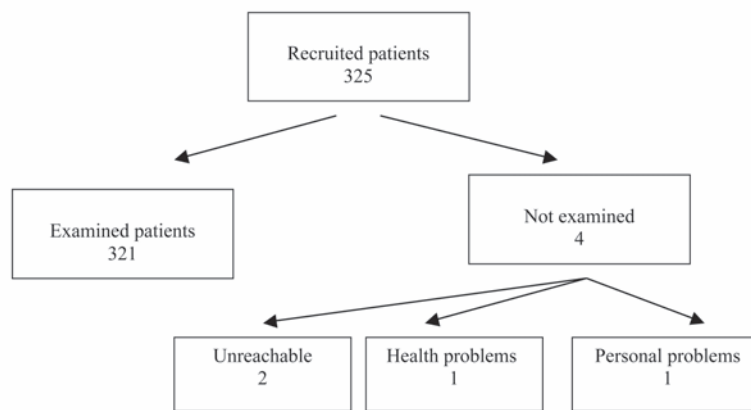 Recruited patients
325
Examined patients
321
Not examined
4
Unreachable
2
Health problems
1
Personal problems
1